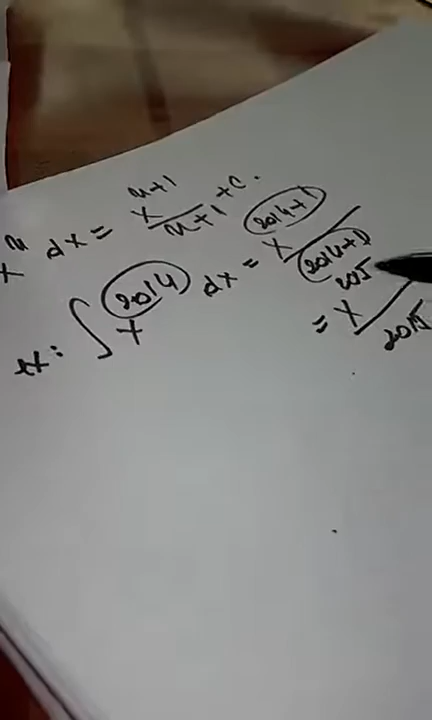 x^n dx = x^{n+1}/n+1 + c.
Ex: ∫ x^{2014} dx = x^{2014+1}/2014+1
= x^{2015}/2015